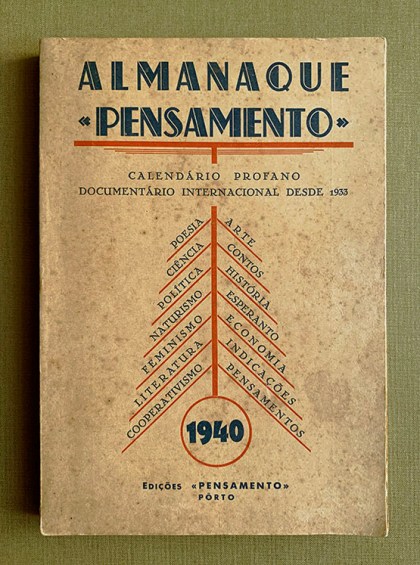 ALMANAQUE
«PENSAMENTO»
CALENDÁRIO PROFANO
DOCUMENTÁRIO INTERNACIONAL DESDE 1933
POESIA
CIÊNCIA
POLÍTICA
NATURISMO
FEMINISMO
LITERATURA
COOPERATIVISMO
ARTE
CONTOS
HISTÓRIA
ESPERANTO
ECONOMIA
INDICAÇÕES
PENSAMENTOS
1940
EDIÇÕES «PENSAMENTO»
PÔRTO